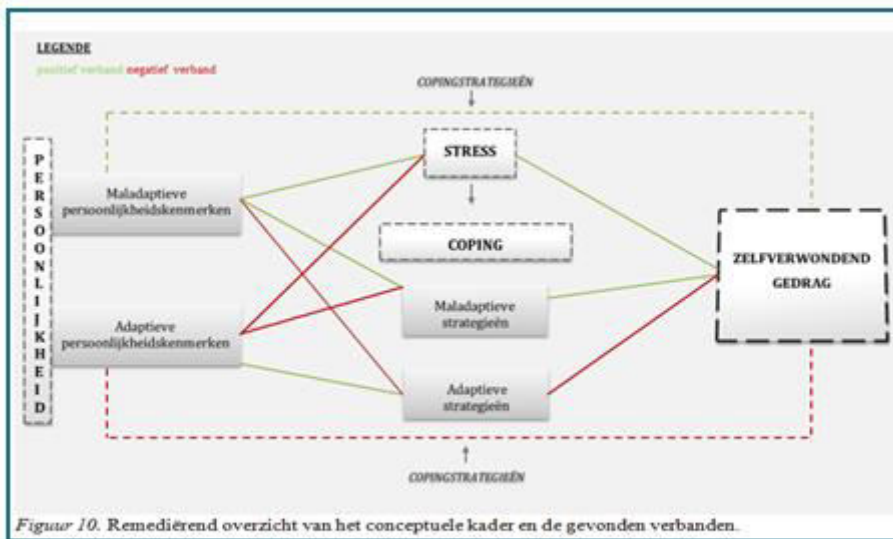 LEGENDE
positief verband negatief verband
COPINGSTRATEGIEËN
PERSOONLIJKHEID
STRESS
Maladaptieve
persoonlijkheidskenmerken
COPING
ZELFVERWONDEND
GEDRAG
Maladaptieve
strategieën
Adaptieve
persoonlijkheidskenmerken
Adaptieve
strategieën
COPINGSTRATEGIEËN
Figuur 10. Remediërend overzicht van het conceptuele kader en de gevonden verbanden.